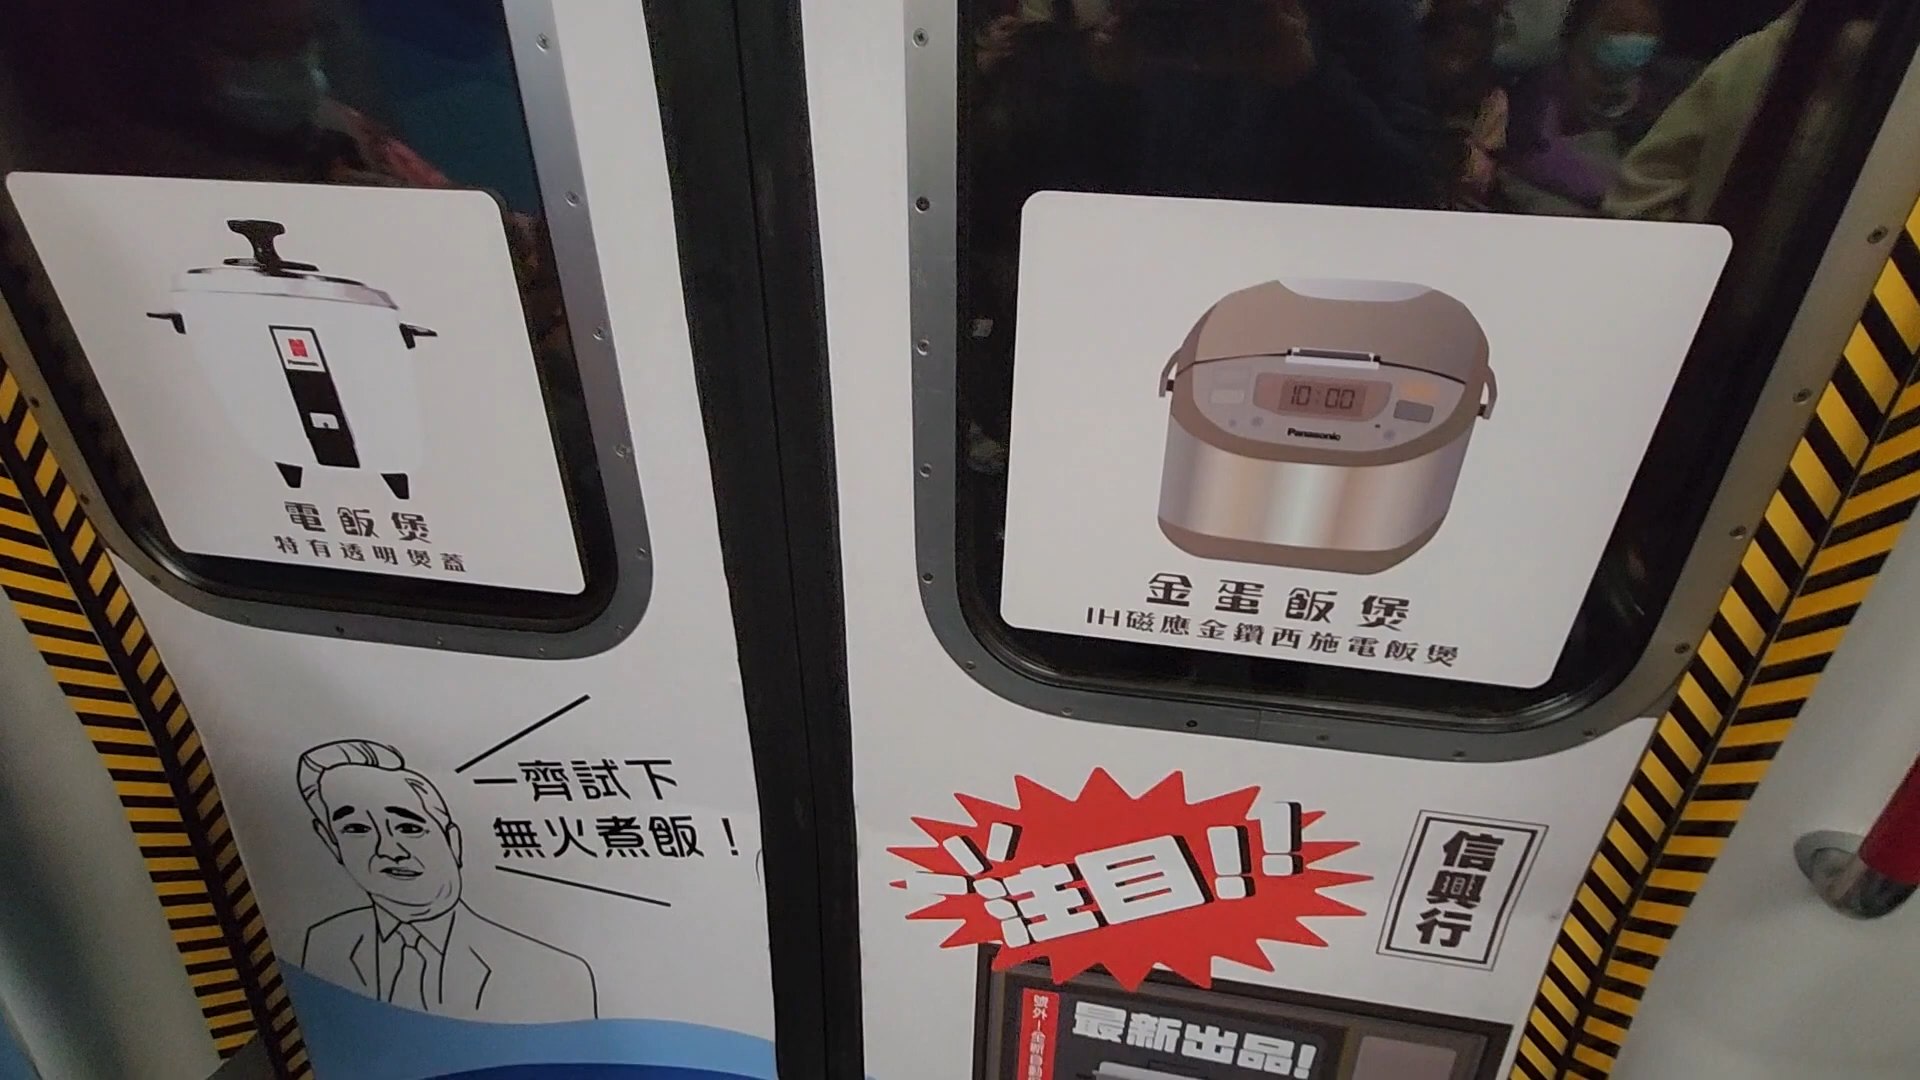 電飯煲
特有透明煲蓋
10:00
Panasonic
金蛋飯煲
IH磁應金鑽西施電飯煲
一齊試下
無火煮飯！
注目!!
信興行
最新出品!
號外